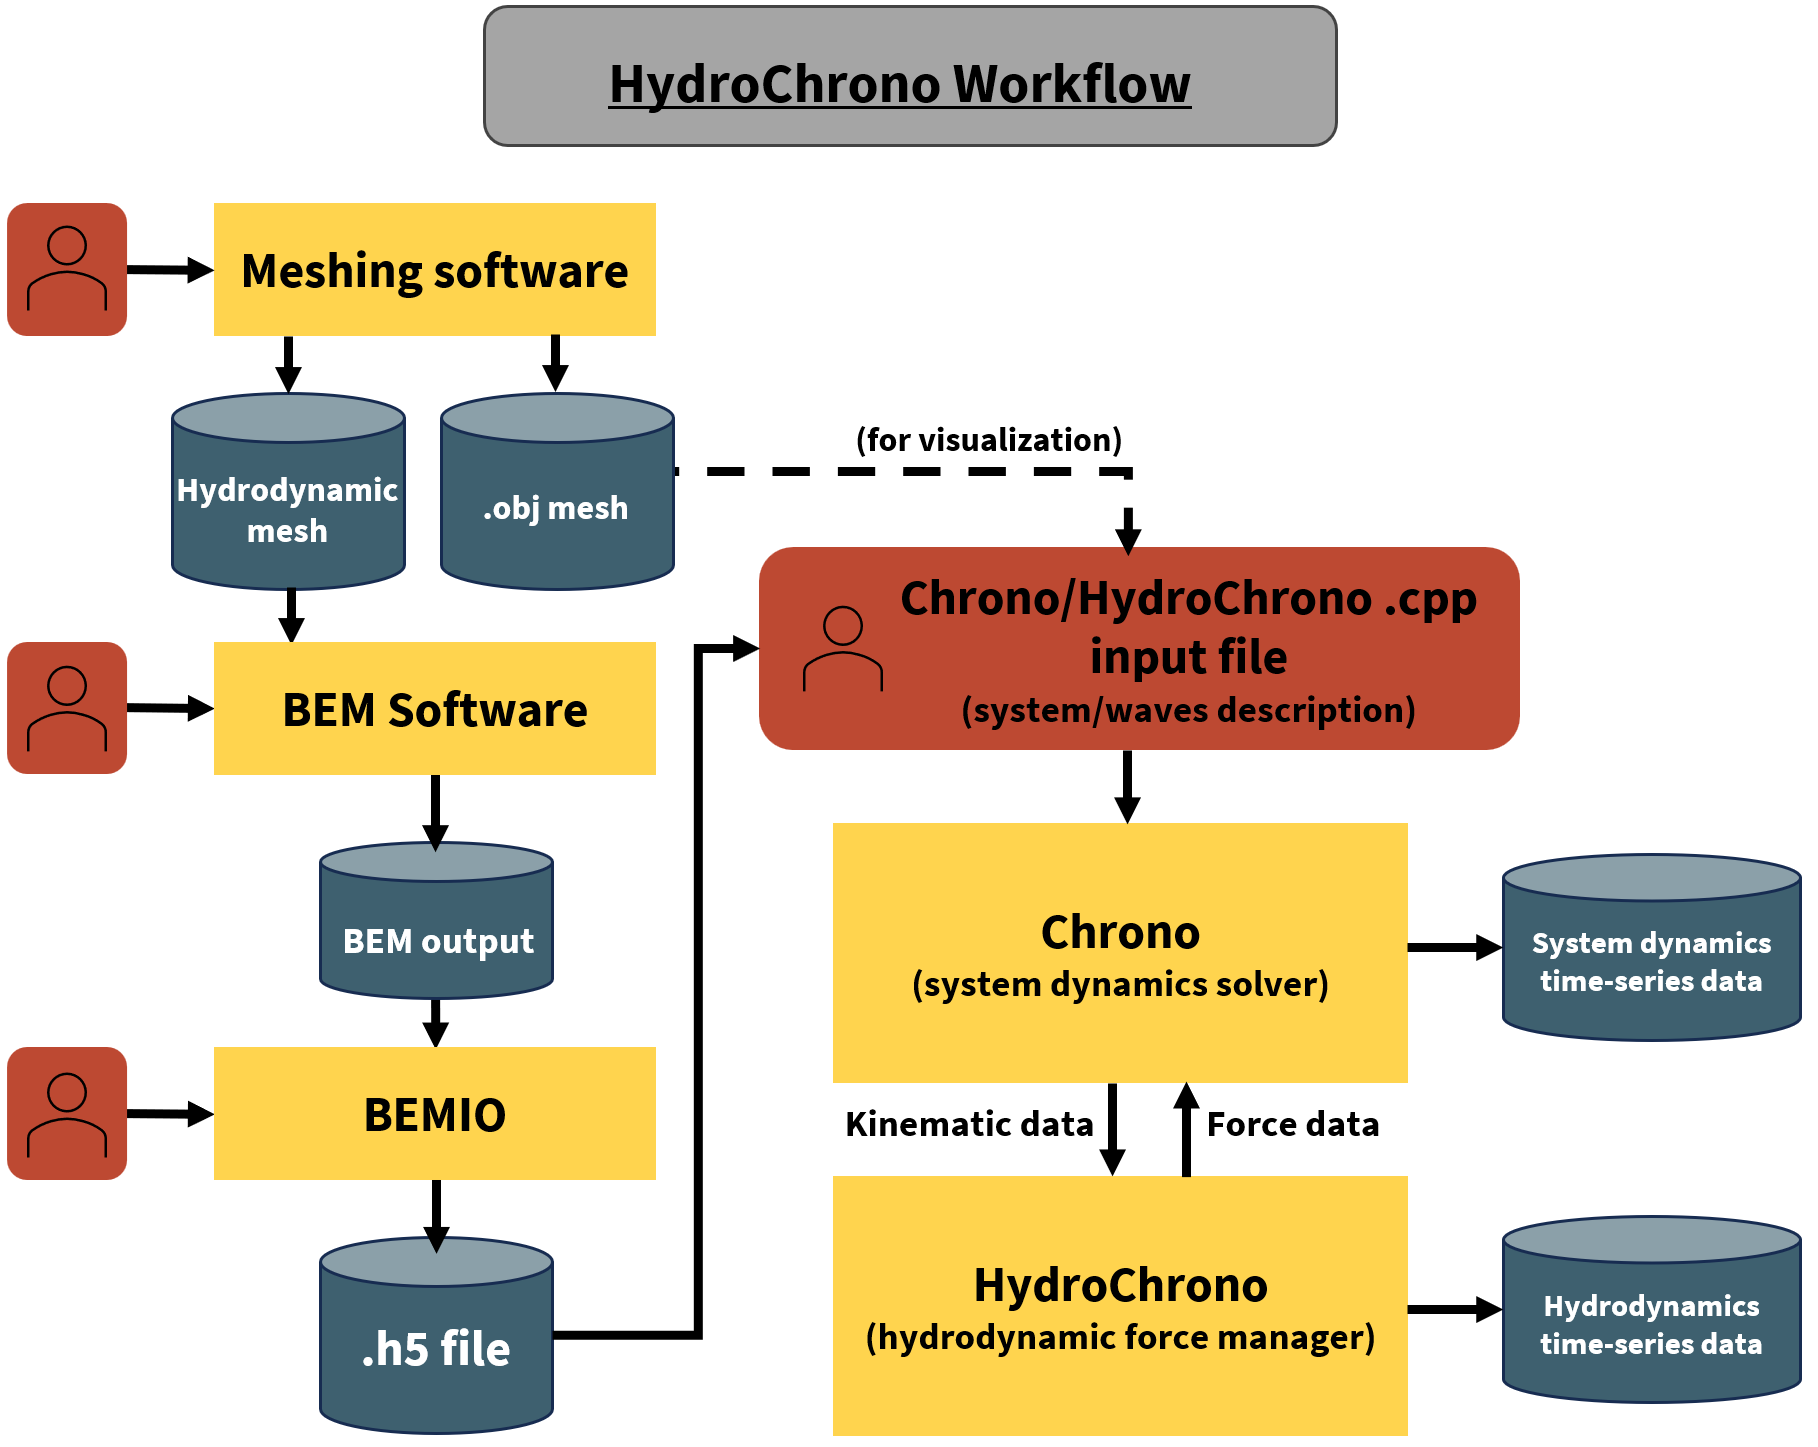 HydroChrono Workflow
Meshing software
Hydrodynamic
mesh
.obj mesh
(for visualization)
Chrono/HydroChrono .cpp
input file
(system/waves description)
BEM Software
BEM output
BEMIO
.h5 file
Chrono
(system dynamics solver)
System dynamics
time-series data
Kinematic data
Force data
HydroChrono
(hydrodynamic force manager)
Hydrodynamics
time-series data